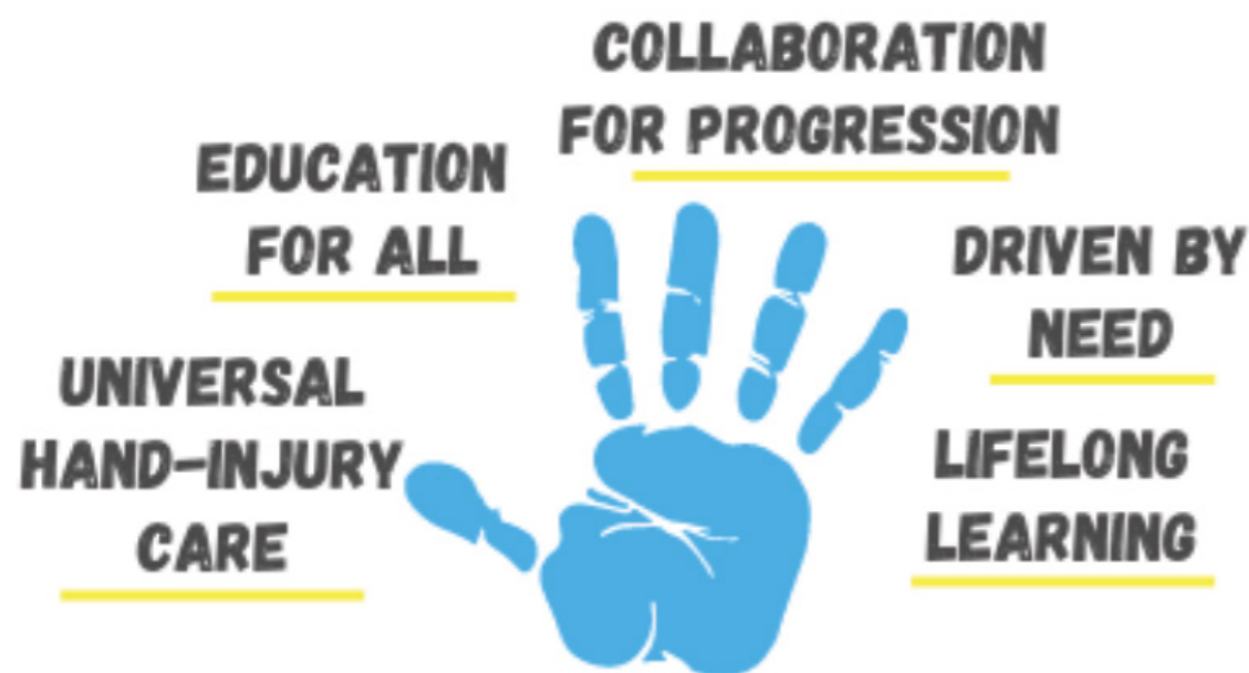 COLLABORATION
FOR PROGRESSION
EDUCATION
FOR ALL
DRIVEN BY
NEED
UNIVERSAL
HAND-INJURY
CARE
LIFELONG
LEARNING